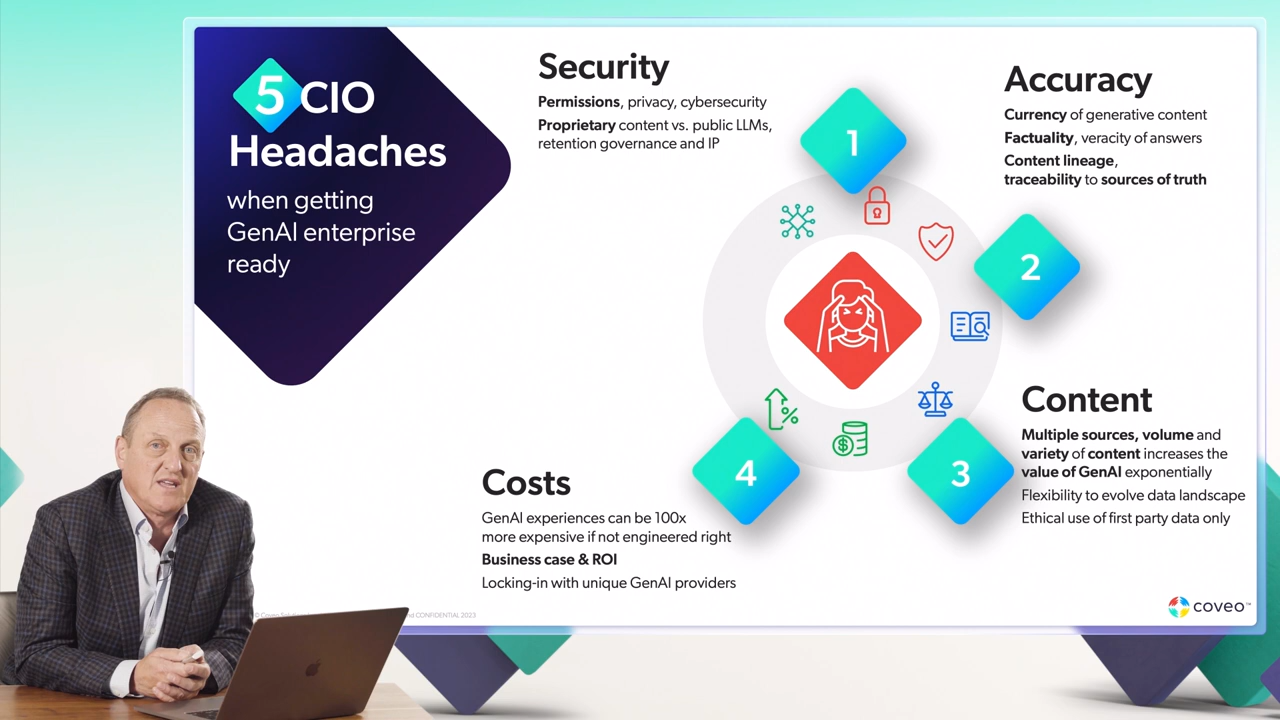 5 CIO
Headaches
when getting
GenAI enterprise
ready
Security
Permissions, privacy, cybersecurity
Proprietary content vs. public LLMs,
retention governance and IP
1
Accuracy
Currency of generative content
Factuality, veracity of answers
Content lineage,
traceability to sources of truth
2
Content
Multiple sources, volume and
variety of content increases the
value of GenAI exponentially
Flexibility to evolve data landscape
Ethical use of first party data only
3
Costs
GenAI experiences can be 100x
more expensive if not engineered right
Business case & ROI
Locking-in with unique GenAI providers
4
% 
$
© Coveo
CONFIDENTIAL 2023
coveo™